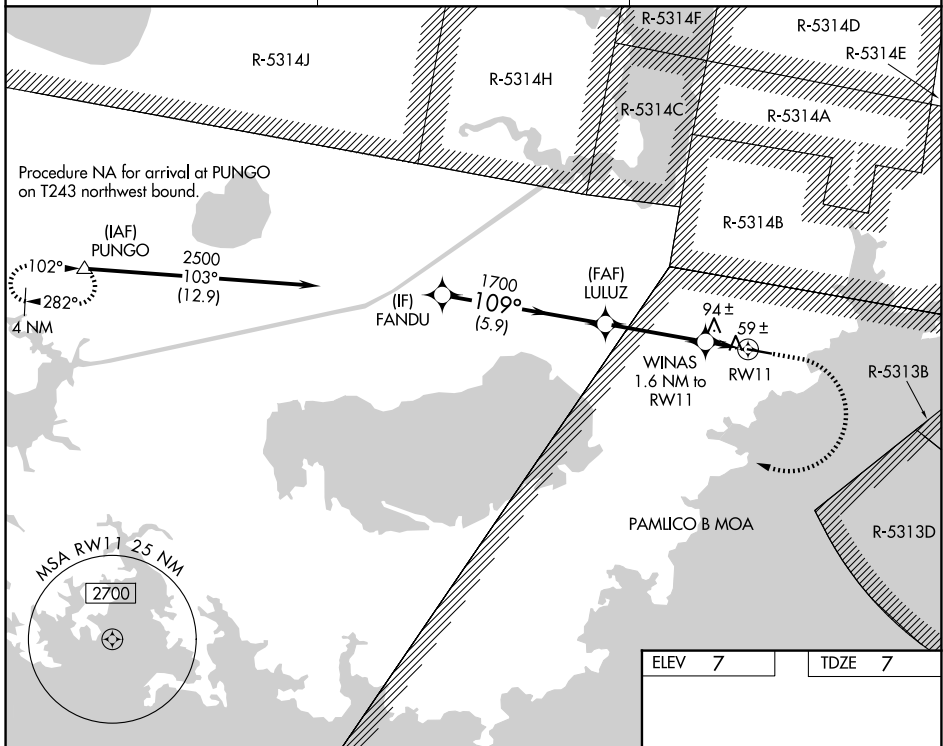 R-5314F
R-5314D
R-5314J
R-5314E
R-5314H
R-5314C
R-5314A
Procedure NA for arrival at PUNGO
on T243 northwest bound.
R-5314B
(IAF)
PUNGO
102°
2500
103°
(12.9)
282°
4 NM
(IF)
FANDU
1700
109°
(5.9)
(FAF)
LULUZ
94±
59±
WINAS
1.6 NM to
RW11
RW11
R-5313B
PAMLICO B MOA
R-5313D
MSA RW11 25 NM
2700
ELEV 7
TDZE 7